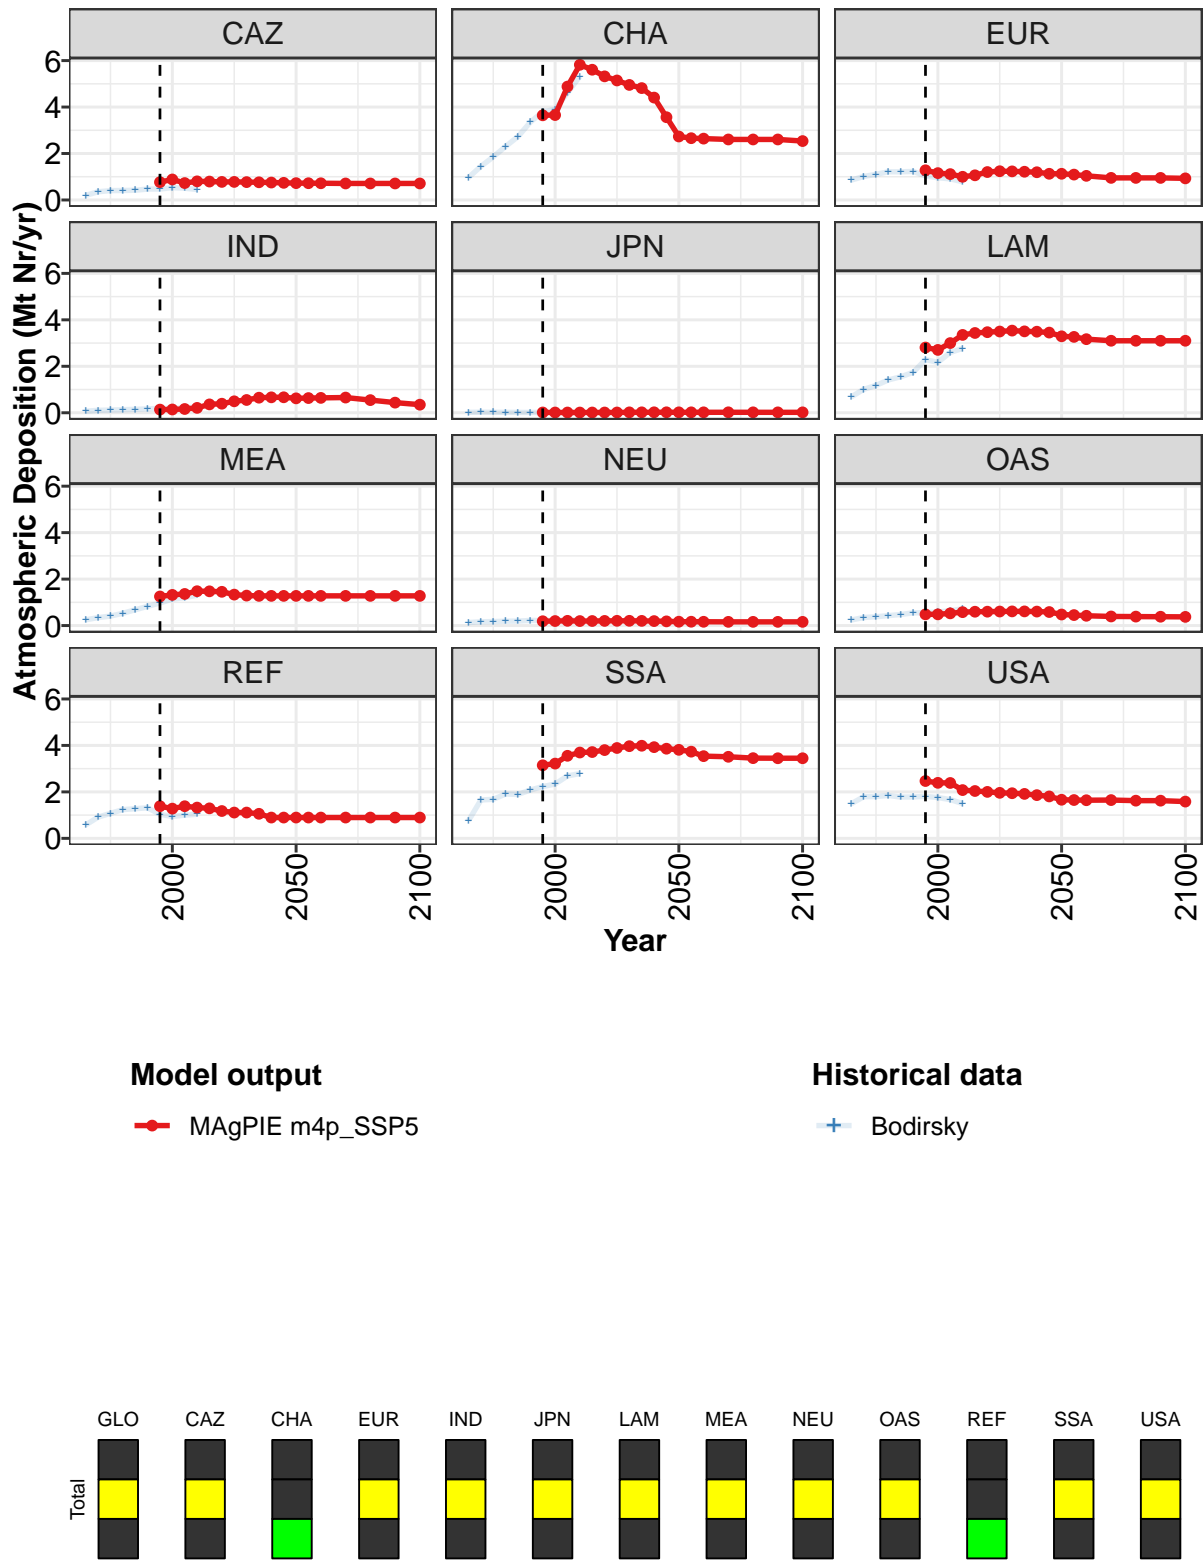 CAZ CHA EUR
6
4
2
0
IND JPN LAM
6
4
2
0
MEA NEU OAS
6
4
2
0
REF SSA USA
6
4
2
0
Atmospheric Deposition (Mt Nr/yr)
2000 2050 2100 2000 2050 2100 2000 2050 2100
Year
Model output Historical data
MAgPIE m4p_SSP5 Bodirsky
GLO CAZ CHA EUR IND JPN LAM MEA NEU OAS REF SSA USA
Total